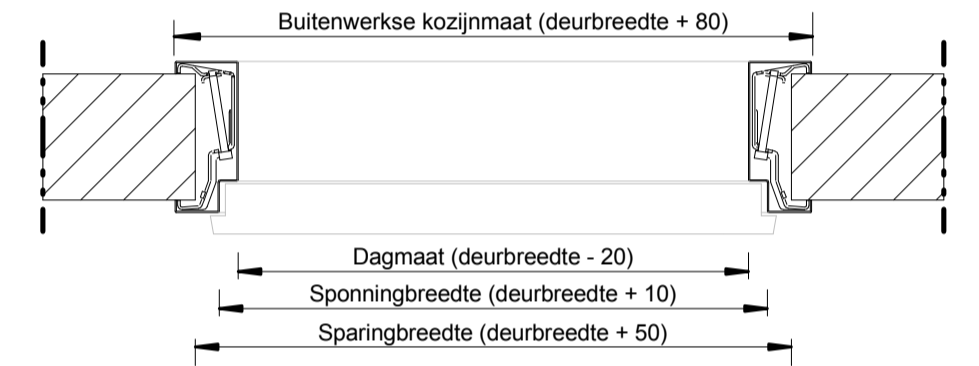 Buitenwerkse kozijnmaat (deurbreedte + 80)
Dagmaat (deurbreedte - 20)
Sponningbreedte (deurbreedte + 10)
Sparingbreedte (deurbreedte + 50)